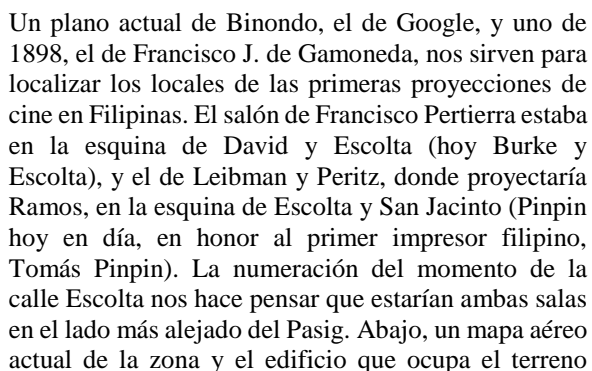 Un plano actual de Binondo, el de Google, y uno de
1898, el de Francisco J. de Gamoneda, nos sirven para
localizar los locales de las primeras proyecciones de
cine en Filipinas. El salón de Francisco Pertierra estaba
en la esquina de David y Escolta (hoy Burke y
Escolta), y el de Leibman y Peritz, donde proyectaría
Ramos, en la esquina de Escolta y San Jacinto (Pinpin
hoy en día, en honor al primer impresor filipino,
Tomás Pinpin). La numeración del momento de la
calle Escolta nos hace pensar que estarían ambas salas
en el lado más alejado del Pasig. Abajo, un mapa aéreo
actual de la zona y el edificio que ocupa el terreno